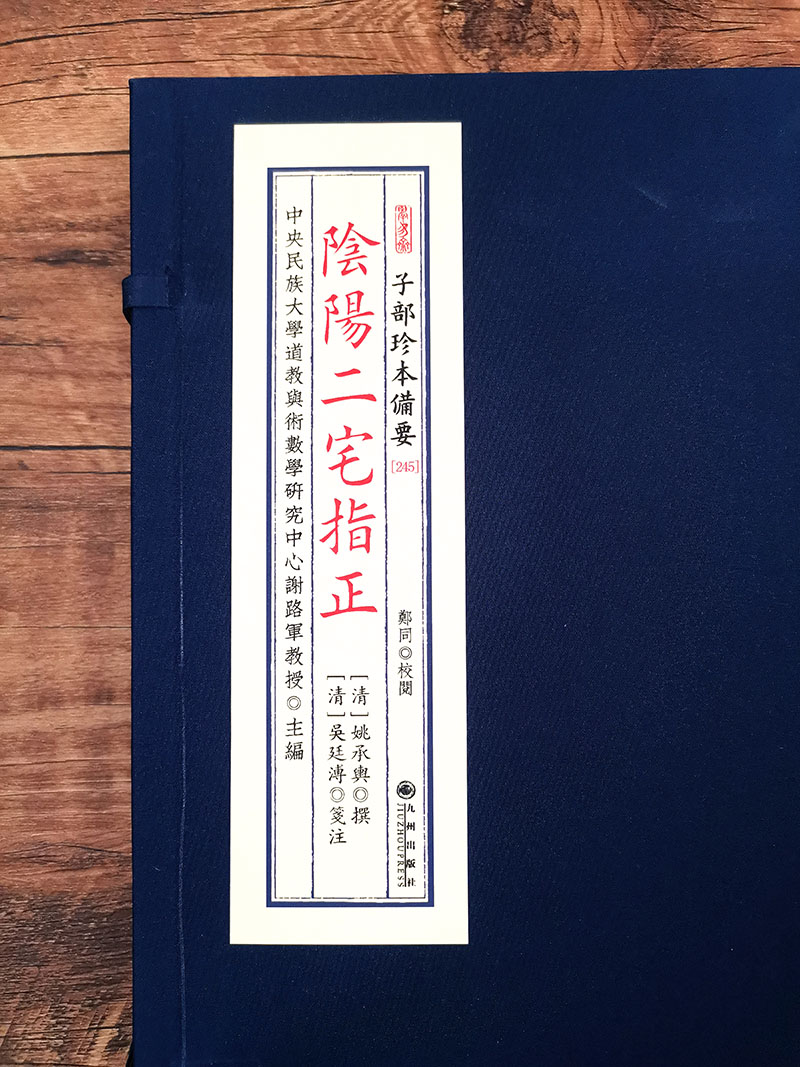 子部珍本備要
[245]
鄭同◎校閱
九州出版社
JIUZHOUPRESS
陰陽二宅指正
[清]姚承輿◎撰
[清]吳廷溥◎箋注
中央民族大學道教與術數學研究中心謝路軍教授◎主編